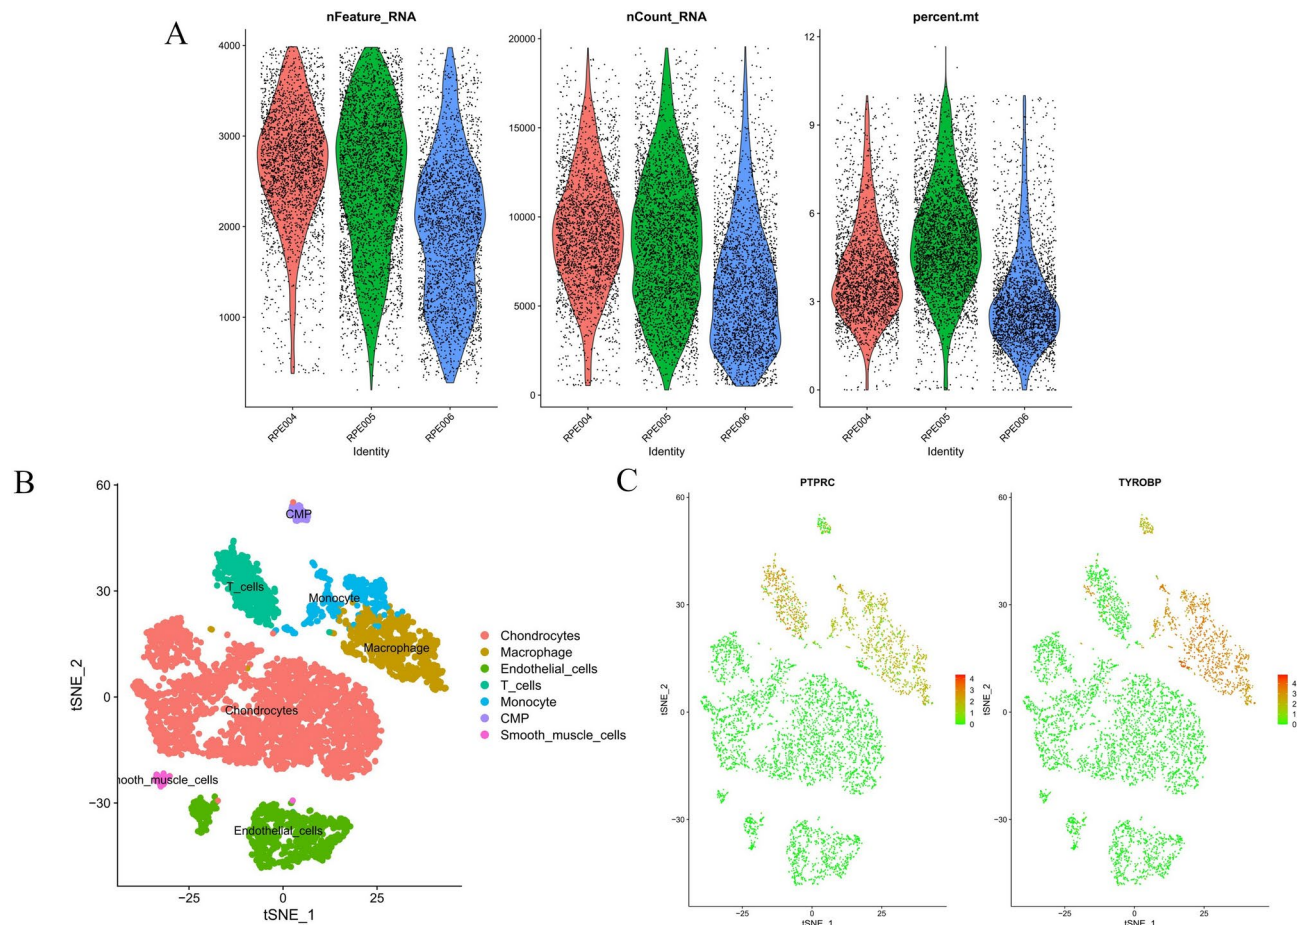 A
nFeature_RNA
nCount_RNA
percent.mt
4000
3000
2000
1000
RPE004
RPE005
RPE006
Identity
20000
15000
10000
5000
0
RPE004
RPE005
RPE006
Identity
12
9
6
3
0
RPE004
RPE005
RPE006
Identity
B
60
30
0
−30
tSNE_2
−25
0
25
tSNE_1
CMP
T_cells
Monocyte
Macrophage
Chondrocytes
nooth_muscle_cells
Endothelial_cells
Chondrocytes
Macrophage
Endothelial_cells
T_cells
Monocyte
CMP
Smooth_muscle_cells
C
PTPRC
60
30
0
−30
tSNE_2
−25
0
25
tSNE_1
4
3
2
1
0
TYROBP
60
30
0
−30
tSNE_2
−25
0
25
tSNE_1
4
3
2
1
0